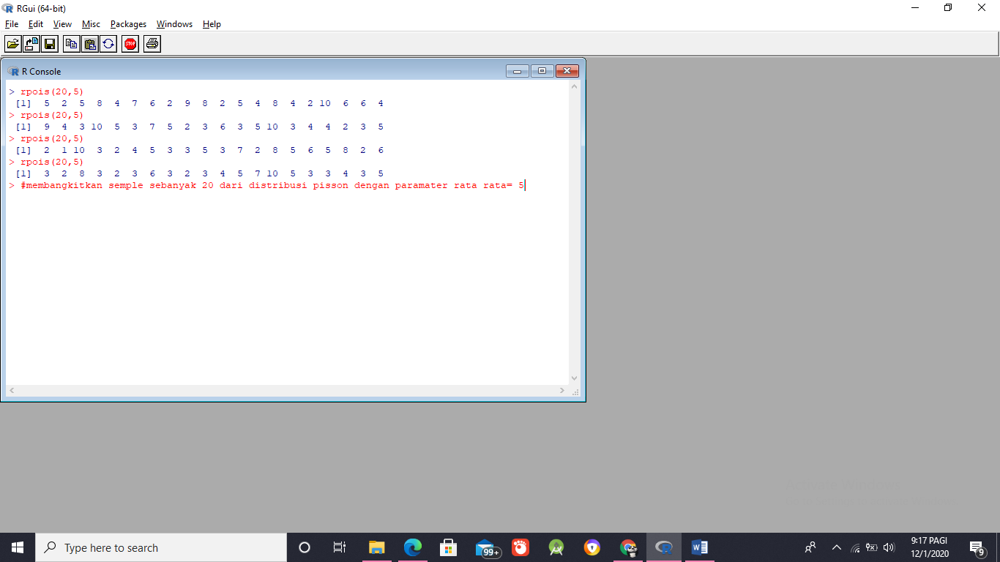 RGui (64-bit)
File Edit View Misc Packages Windows Help
STOP
R Console
> rpois(20,5)
[1] 5 2 5 8 4 7 6 2 9 8 2 5 4 8 4 2 10 6 6 4
> rpois(20,5)
[1] 9 4 3 10 5 3 7 5 2 3 6 3 5 10 3 4 4 2 3 5
> rpois(20,5)
[1] 2 1 10 3 2 4 5 3 3 5 3 7 2 8 5 6 5 8 2 6
> rpois(20,5)
[1] 3 2 8 3 2 3 6 3 2 3 4 5 7 10 5 3 3 4 3 5
> #membangkitkan semple sebanyak 20 dari distribusi pisson dengan paramater rata rata= 5
Type here to search
99+
9:17 PAGI
12/1/2020
9